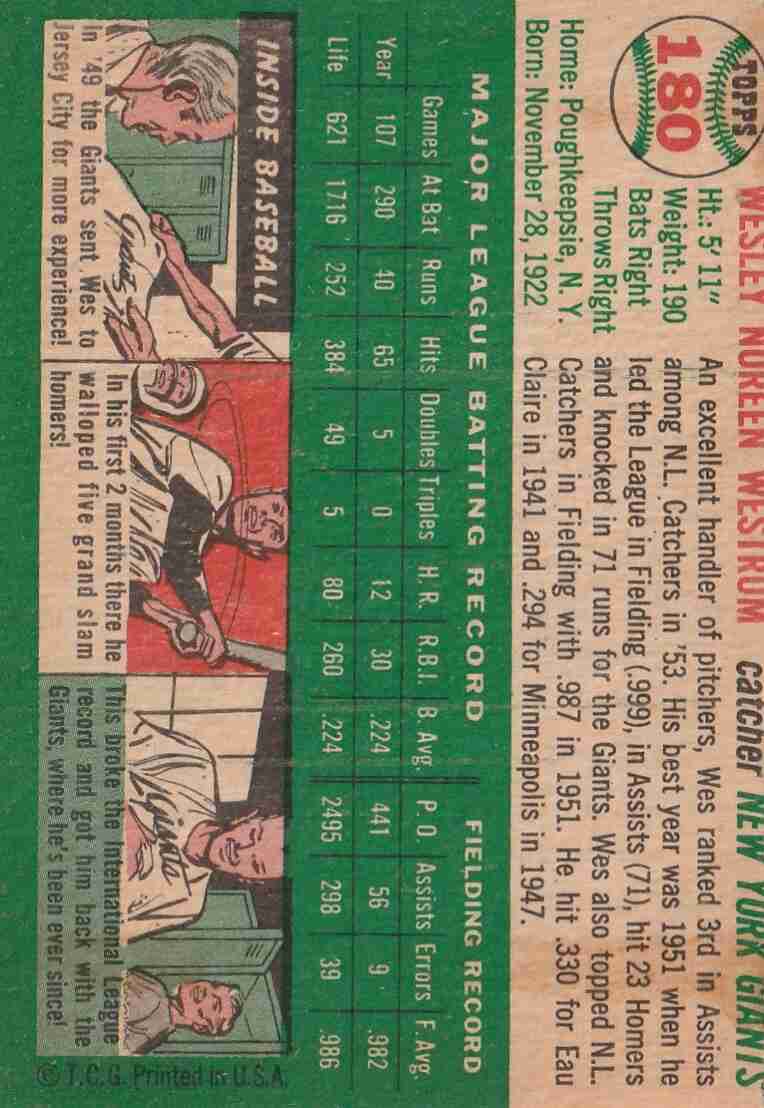 TOPPS
180
WESLEY NOREEN WESTRUM catcher NEW YORK GIANTS
Ht.: 5' 11"
Weight: 190
Bats Right
Throws Right
Home: Poughkeepsie, N. Y.
Born: November 28, 1922
An excellent handler of pitchers, Wes ranked 3rd in Assists
among N.L. Catchers in '53. His best year was 1951 when he
led the League in Fielding (.999), in Assists (71), hit 23 Homers
and knocked in 71 runs for the Giants. Wes also topped N.L.
Catchers in Fielding with .987 in 1951. He hit .330 for Eau
Claire in 1941 and .294 for Minneapolis in 1947.
MAJOR LEAGUE BATTING RECORD FIELDING RECORD
Games At Bat Runs Hits Doubles Triples H. R. R.B.I. B. Avg. P. O. Assists Errors F. Avg.
Year 107 290 40 65 5 0 12 30 .224 441 56 9 .982
Life 621 1716 252 384 49 5 80 260 .224 2495 298 39 .986
INSIDE BASEBALL
Giants
Giants
In '49 the Giants sent Wes to
Jersey City for more experience!
In his first 2 months there he
walloped five grand slam
homers!
This broke the International League
record and got him back with the
Giants, where he's been ever since!
© T.C.G. Printed in U.S.A.